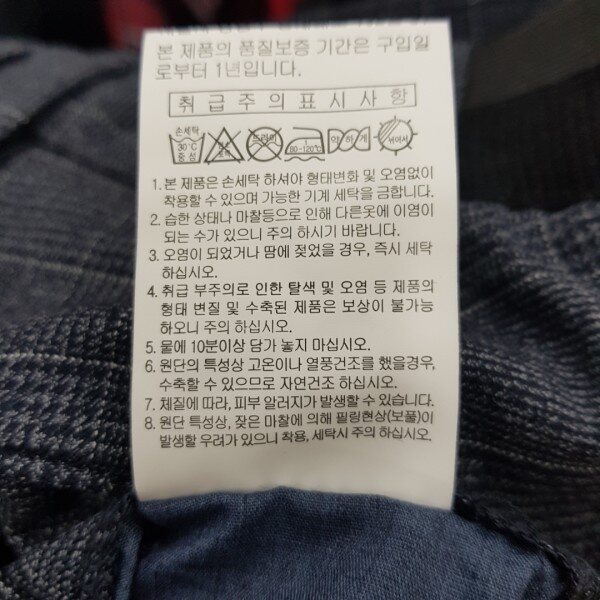 본 제품의 품질보증 기간은 구입일
로부터 1년입니다.
취급주의표시사항
손세탁 30℃ 중성 드라이 80-120℃ 약하게 뉘어서
1. 본 제품은 손세탁 하셔야 형태변화 및 오염없이
착용할 수 있으며 가능한 기계 세탁을 금합니다.
2. 습한 상태나 마찰등으로 인해 다른옷에 이염이
되는 수가 있으니 주의 하시기 바랍니다.
3. 오염이 되었거나 땀에 젖었을 경우, 즉시 세탁
하십시오.
4. 취급 부주의로 인한 탈색 및 오염 등 제품의
형태 변질 및 수축된 제품은 보상이 불가능
하오니 주의 하십시오.
5. 물에 10분이상 담가 놓지 마십시오.
6. 원단의 특성상 고온이나 열풍건조를 했을경우,
수축할 수 있으므로 자연건조 하십시오.
7. 체질에 따라, 피부 알러지가 발생할 수 있습니다.
8. 원단 특성상, 잦은 마찰에 의해 필링현상(보풀)이
발생할 우려가 있으니 착용, 세탁시 주의 하십시오.